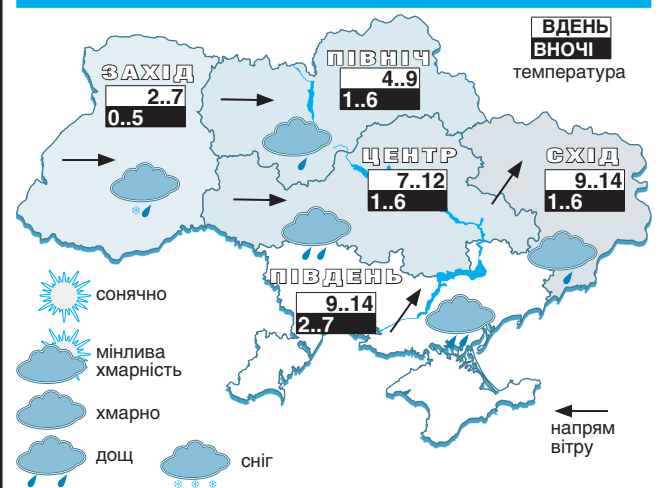 ВДЕНЬ
ВНОЧІ
температура
ПІВНІЧ
4..9
1..6
ЗАХІД
2..7
0..5
ЦЕНТР
7..12
1..6
СХІД
9..14
1..6
ПІВДЕНЬ
9..14
2..7
сонячно
мінлива
хмарність
хмарно
дощ
сніг
напрям
вітру